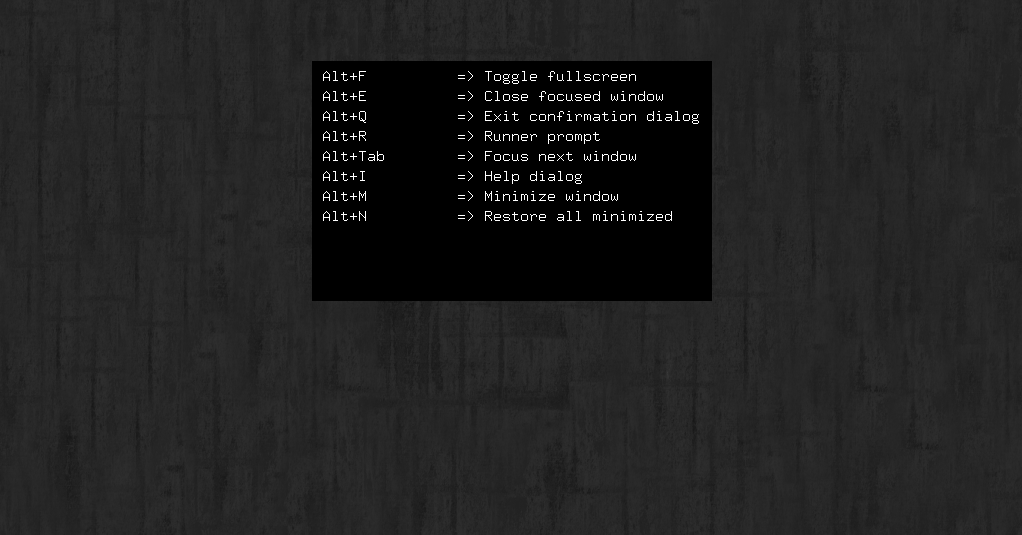 Alt+F => Toggle fullscreen
Alt+E => Close focused window
Alt+Q => Exit confirmation dialog
Alt+R => Runner prompt
Alt+Tab => Focus next window
Alt+I => Help dialog
Alt+M => Minimize window
Alt+N => Restore all minimized